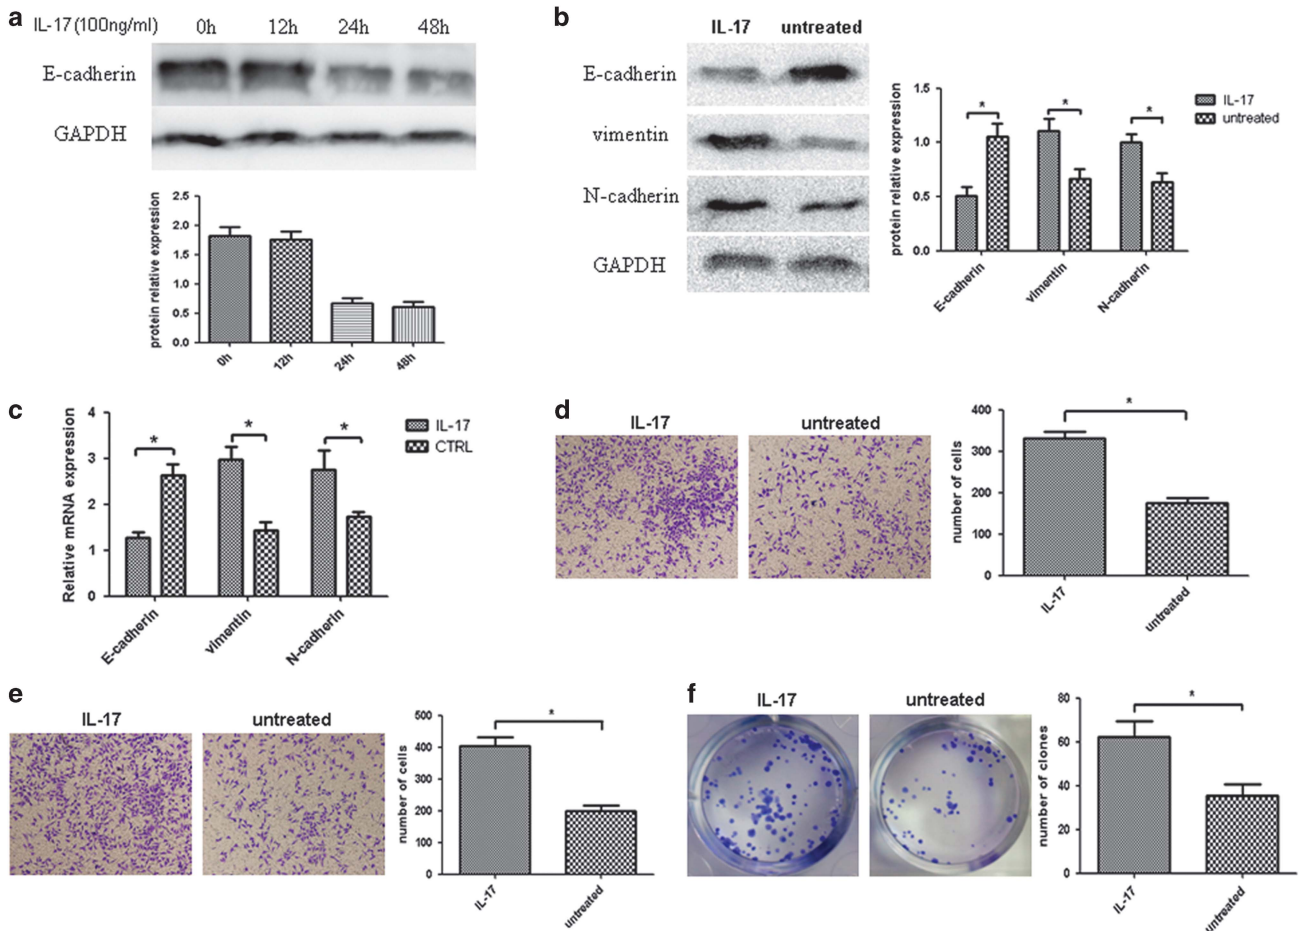 a
IL-17 (100ng/ml) 0h 12h 24h 48h
E-cadherin
GAPDH
protein relative expression
2.5
2.0
1.5
1.0
0.5
0.0
0h 12h 24h 48h
b
IL-17 untreated
E-cadherin
vimentin
N-cadherin
GAPDH
protein relative expression
1.5
1.0
0.5
0.0
* * *
E-cadherin vimentin N-cadherin
IL-17
untreated
c
Relative mRNA expression
4
3
2
1
0
* * *
E-cadherin vimentin N-cadherin
IL-17
CTRL
d
IL-17 untreated
number of cells
400
300
200
100
0
*
IL-17 untreated
e
IL-17 untreated
number of cells
500
400
300
200
100
0
*
IL-17 untreated
f
IL-17 untreated
number of clones
80
60
40
20
0
*
IL-17 untreated